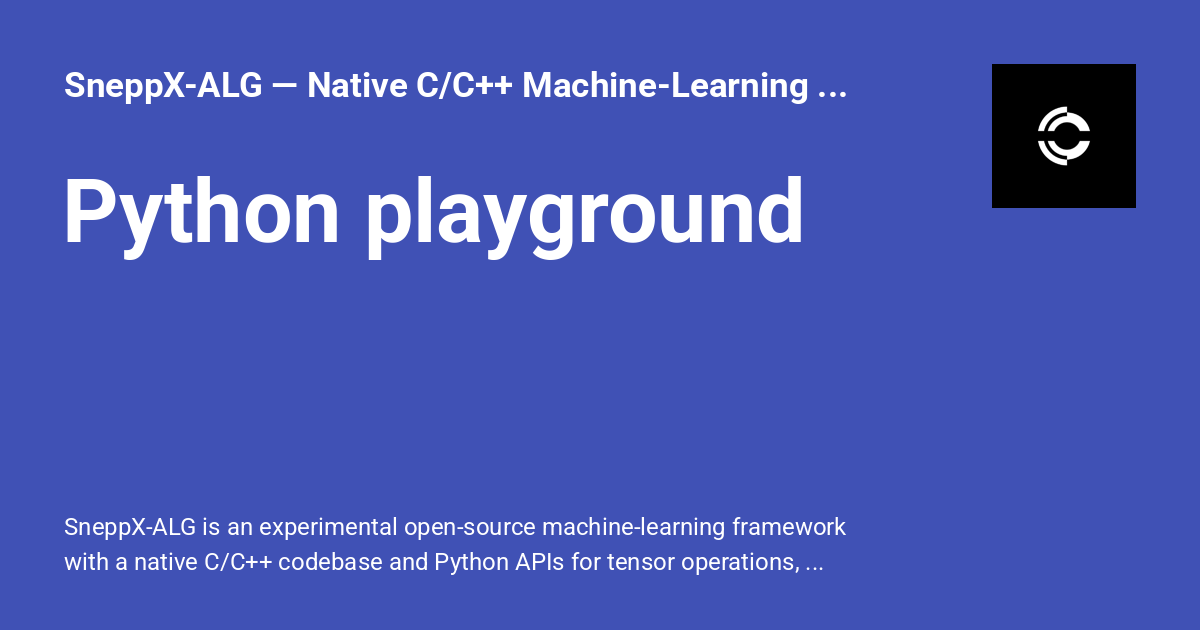 SneppX-ALG — Native C/C++ Machine-Learning ...
Python playground
SneppX-ALG is an experimental open-source machine-learning framework
with a native C/C++ codebase and Python APIs for tensor operations, ...